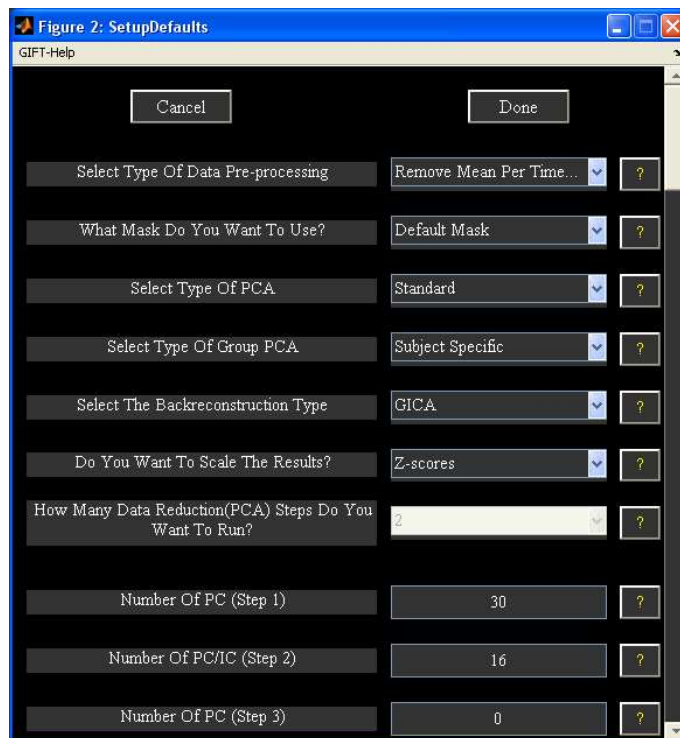 Figure 2: SetupDefaults
GIFT-Help
Cancel
Done
Select Type Of Data Pre-processing
Remove Mean Per Time...
?
What Mask Do You Want To Use?
Default Mask
?
Select Type Of PCA
Standard
?
Select Type Of Group PCA
Subject Specific
?
Select The Backreconstruction Type
GICA
?
Do You Want To Scale The Results?
Z-scores
?
How Many Data Reduction(PCA) Steps Do You
Want To Run?
2
?
Number Of PC (Step 1)
30
?
Number Of PC/IC (Step 2)
16
?
Number Of PC (Step 3)
0
?